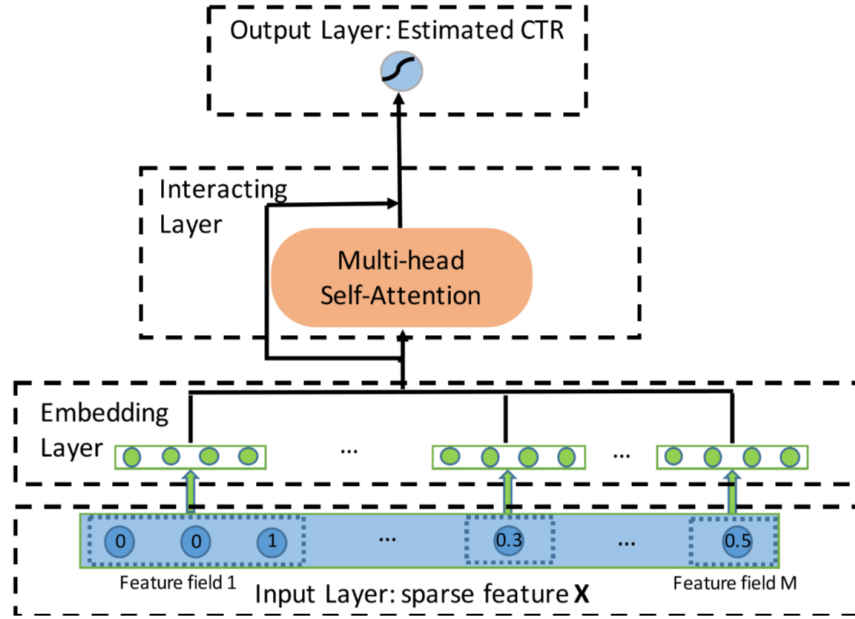 Output Layer: Estimated CTR
Interacting
Layer
Multi-head
Self-Attention
Embedding
Layer
... ...
0 0 1 ... 0.3 ... 0.5
Feature field 1 Feature field M
Input Layer: sparse feature X